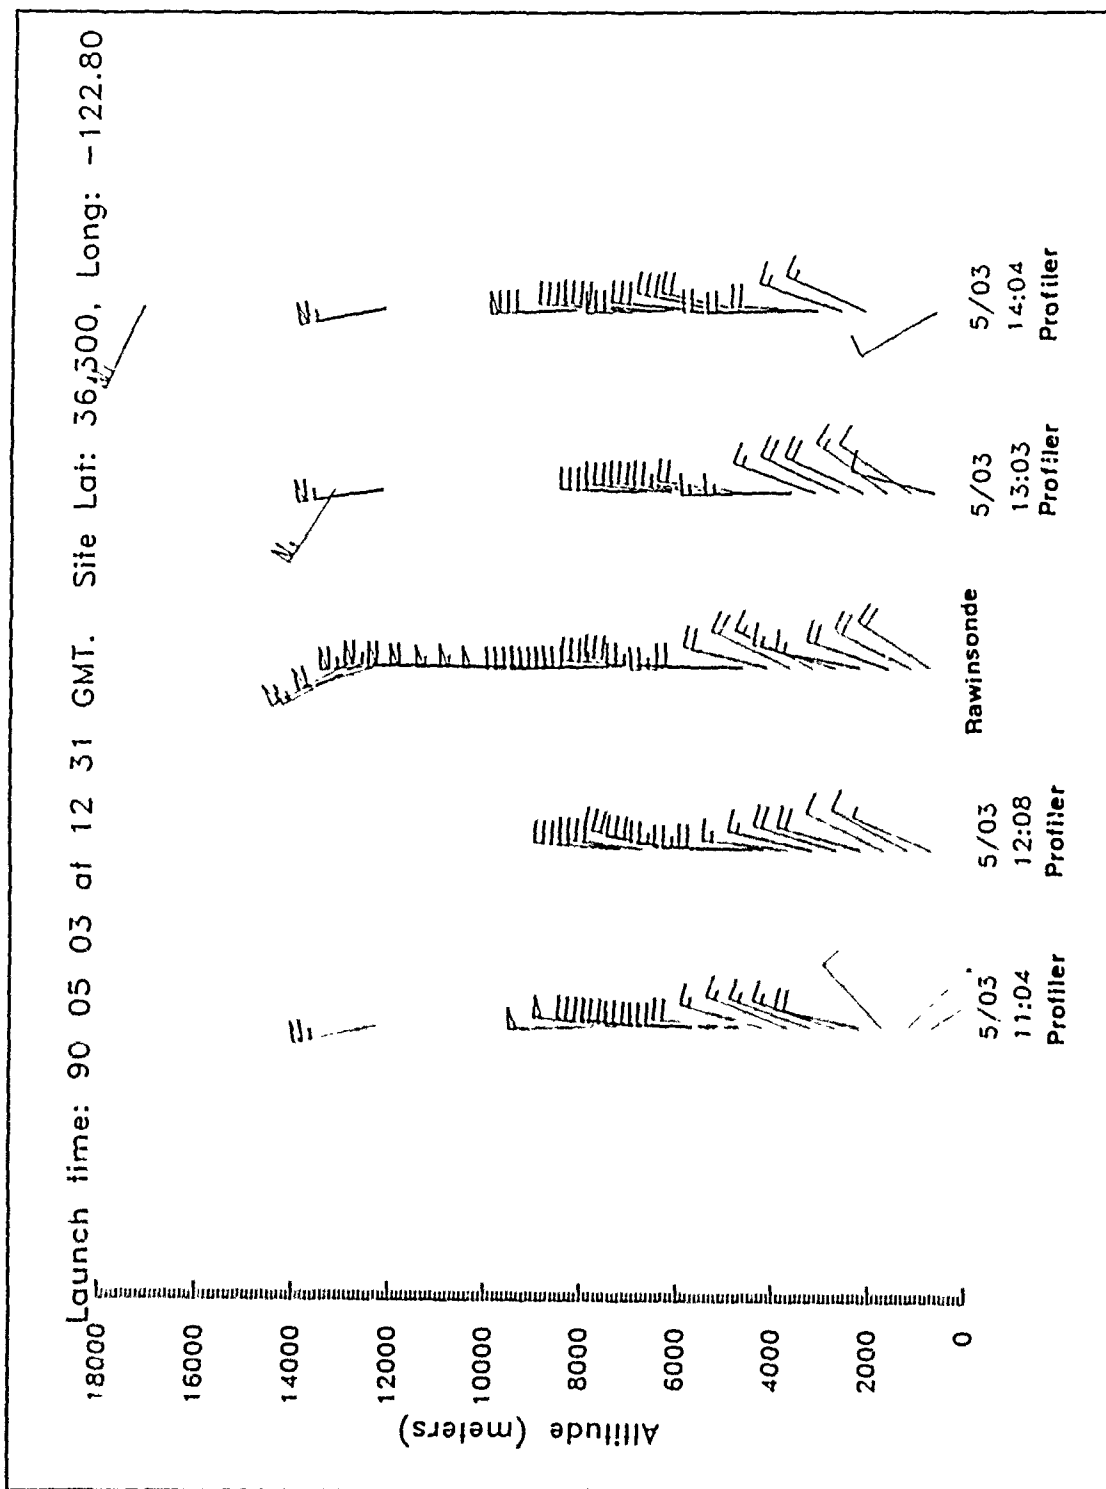 Launch time: 90 05 03 at 12 31 GMT. Site Lat: 36.300, Long: -122.80
Altitude (meters)
18000
16000
14000
12000
10000
8000
6000
4000
2000
0
5/03
11:04
Profiler
5/03
12:08
Profiler
Rawinsonde
5/03
13:03
Profiler
5/03
14:04
Profiler